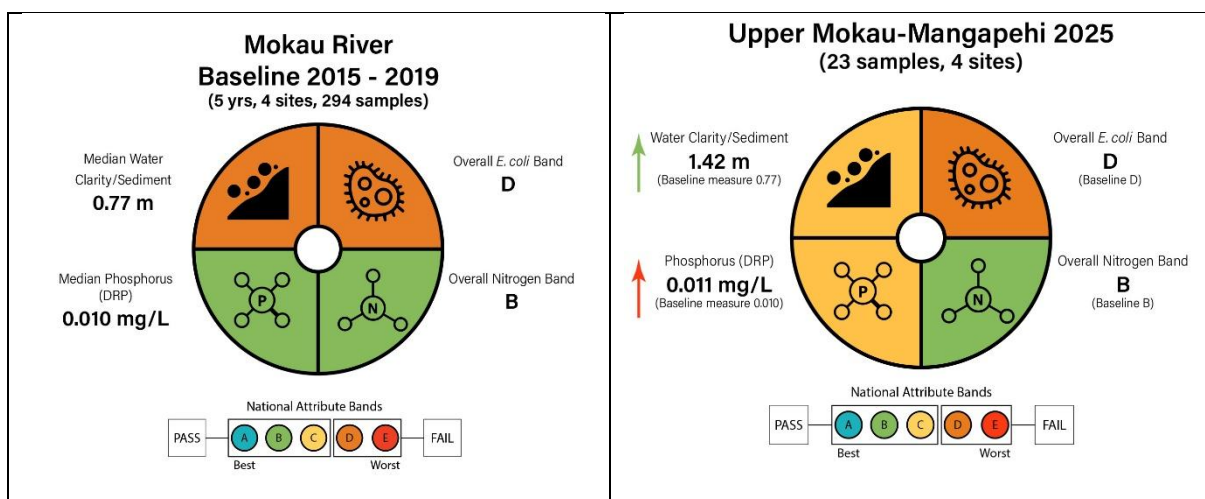 Mokau River
Baseline 2015 - 2019
(5 yrs, 4 sites, 294 samples)
Median Water
Clarity/Sediment
0.77 m
Overall E. coli Band
D
Median Phosphorus
(DRP)
0.010 mg/L
P
N
Overall Nitrogen Band
B
National Attribute Bands
PASS
A
B
C
D
E
FAIL
Best
Worst
Upper Mokau-Mangapehi 2025
(23 samples, 4 sites)
Water Clarity/Sediment
1.42 m
(Baseline measure 0.77)
Overall E. coli Band
D
(Baseline D)
Phosphorus (DRP)
0.011 mg/L
(Baseline measure 0.010)
P
N
Overall Nitrogen Band
B
(Baseline B)
National Attribute Bands
PASS
A
B
C
D
E
FAIL
Best
Worst